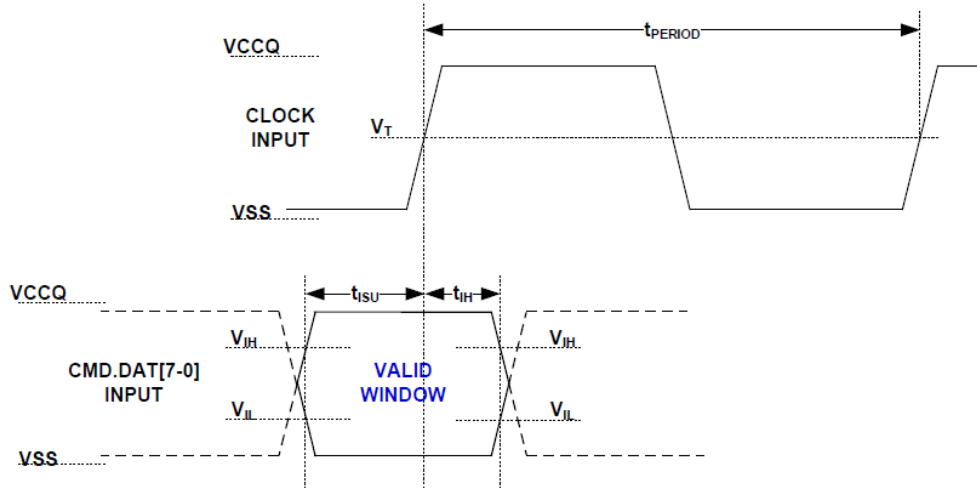 tPERIOD
VCCQ
CLOCK
INPUT
VT
VSS
VCCQ
tISU
tIH
VIH
VIH
CMD.DAT[7-0]
INPUT
VALID
WINDOW
VIL
VIL
VSS